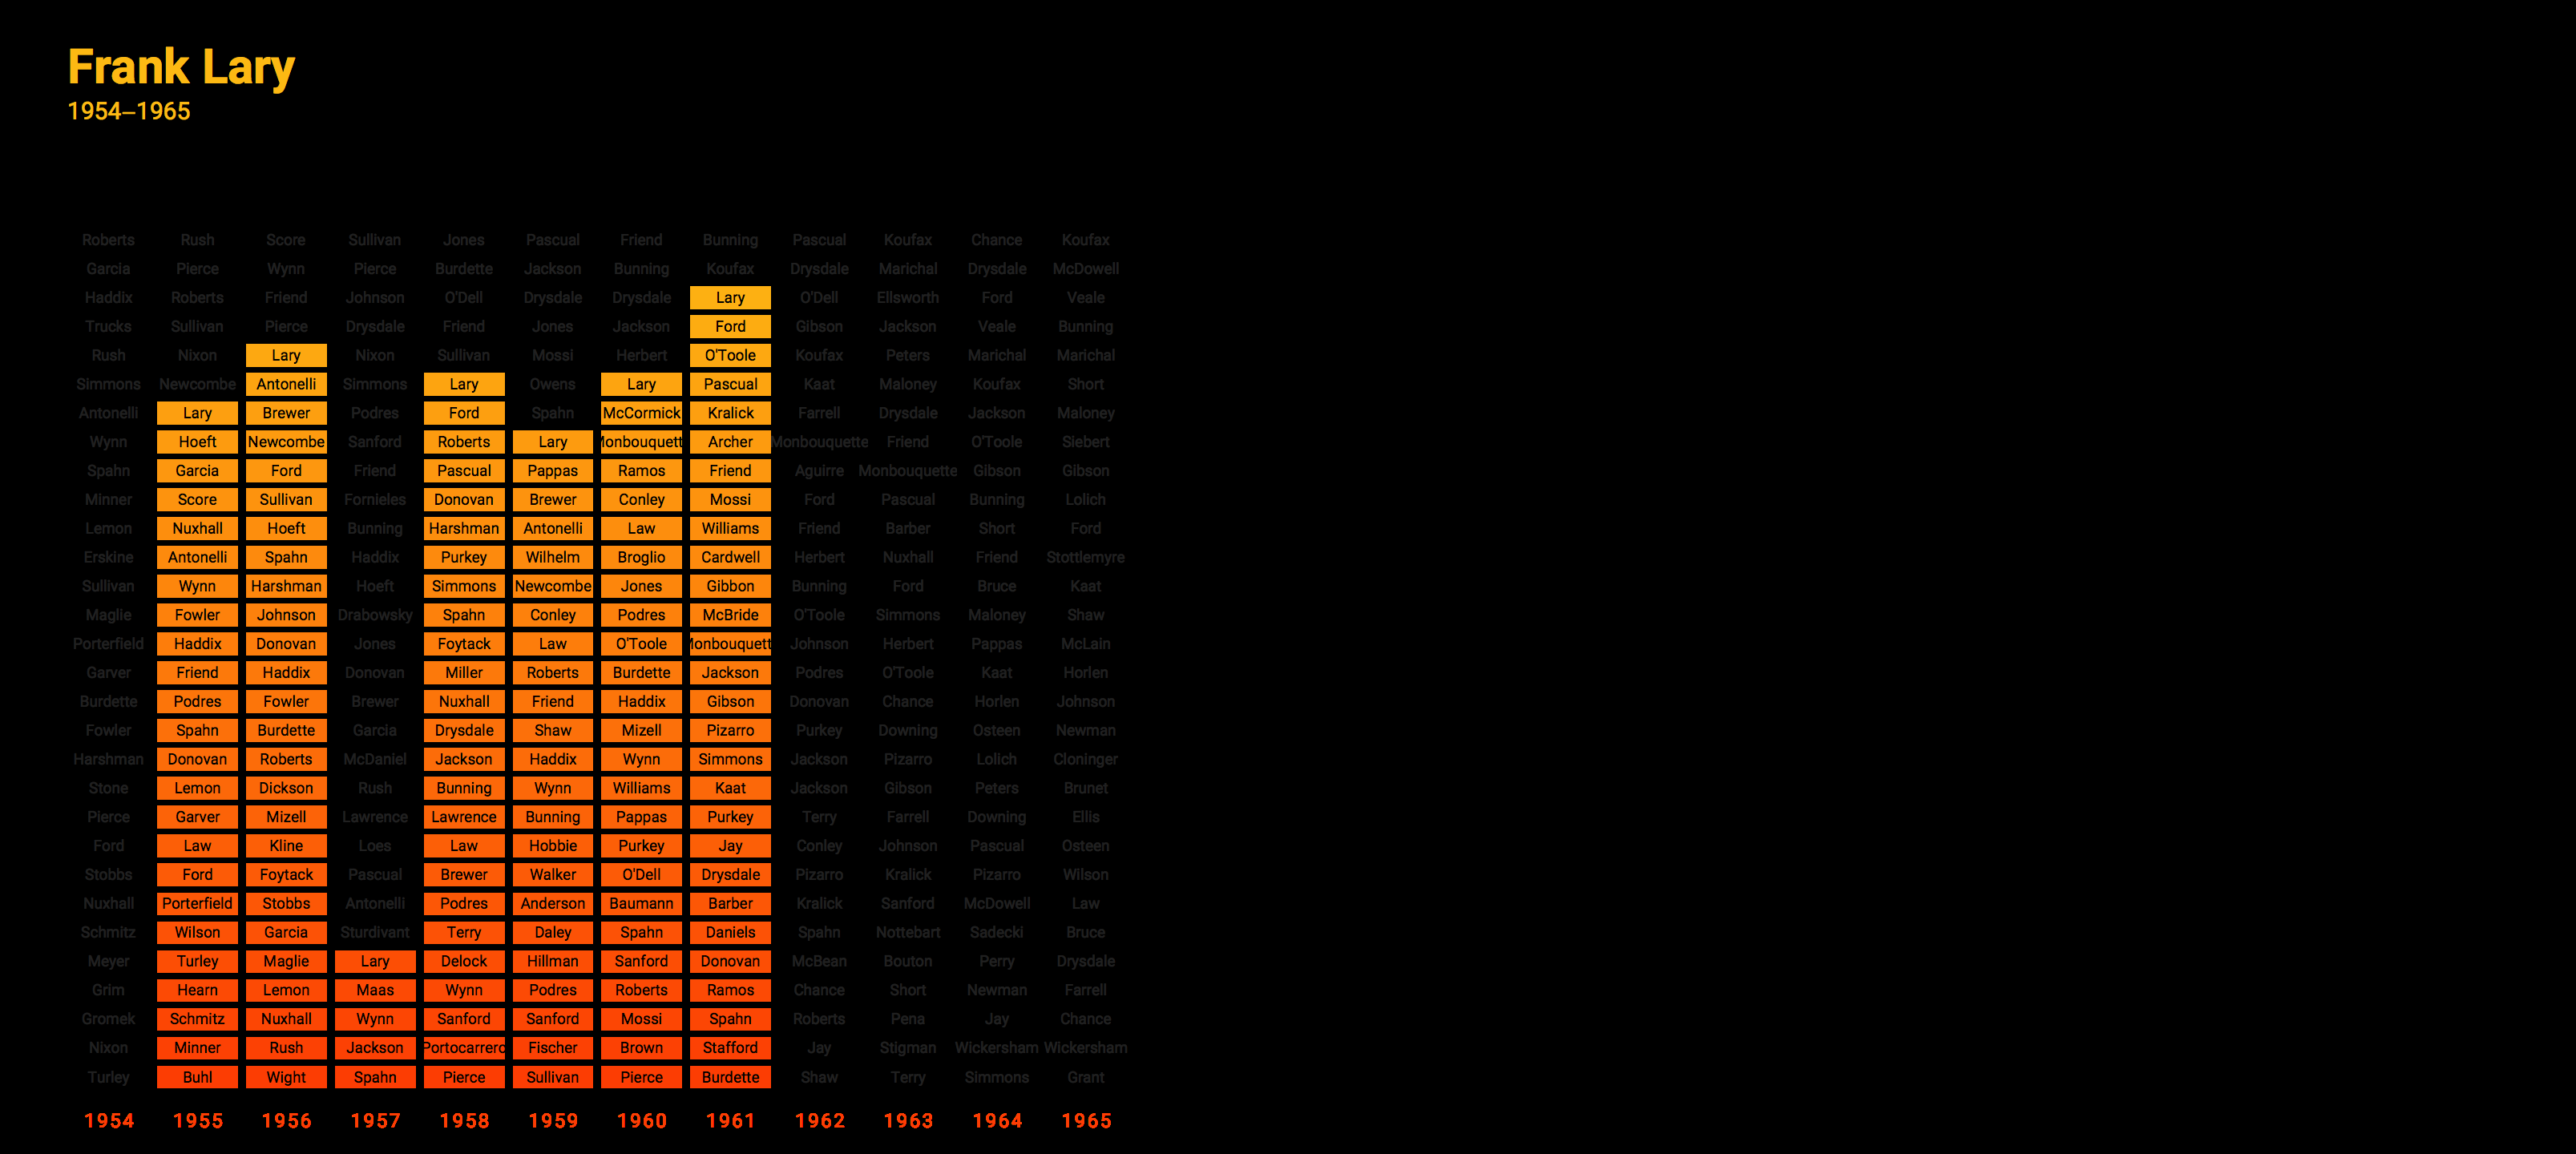 Frank Lary
1954–1965
Roberts Rush Score Sullivan Jones Pascual Friend Bunning Pascual Koufax Chance Koufax
Garcia Pierce Wynn Pierce Burdette Jackson Bunning Koufax Drysdale Marichal Drysdale McDowell
Haddix Roberts Friend Johnson O'Dell Drysdale Drysdale Lary O'Dell Ellsworth Ford Veale
Trucks Sullivan Pierce Drysdale Friend Jones Jackson Ford Gibson Jackson Veale Bunning
Rush Nixon Lary Nixon Sullivan Mossi Herbert O'Toole Koufax Peters Marichal Marichal
Simmons Newcombe Antonelli Simmons Lary Owens Lary Pascual Kaat Maloney Koufax Short
Antonelli Lary Brewer Podres Ford Spahn McCormick Kralick Farrell Drysdale Jackson Maloney
Wynn Hoeft Newcombe Sanford Roberts Lary Monbouquett Archer Monbouquette Friend O'Toole Siebert
Spahn Garcia Ford Friend Pascual Pappas Ramos Friend Aguirre Monbouquette Gibson Gibson
Minner Score Sullivan Fornieles Donovan Brewer Conley Mossi Ford Pascual Bunning Lolich
Lemon Nuxhall Hoeft Bunning Harshman Antonelli Law Williams Friend Barber Short Ford
Erskine Antonelli Spahn Haddix Purkey Wilhelm Broglio Cardwell Herbert Nuxhall Friend Stottlemyre
Sullivan Wynn Harshman Hoeft Simmons Newcombe Jones Gibbon Bunning Ford Bruce Kaat
Maglie Fowler Johnson Drabowsky Spahn Conley Podres McBride O'Toole Simmons Maloney Shaw
Porterfield Haddix Donovan Jones Foytack Law O'Toole Monbouquett Johnson Herbert Pappas McLain
Garver Friend Haddix Donovan Miller Roberts Burdette Jackson Podres O'Toole Kaat Horlen
Burdette Podres Fowler Brewer Nuxhall Friend Haddix Gibson Donovan Chance Horlen Johnson
Fowler Spahn Burdette Garcia Drysdale Shaw Mizell Pizarro Purkey Downing Osteen Newman
Harshman Donovan Roberts McDaniel Jackson Haddix Wynn Simmons Jackson Pizarro Lolich Cloninger
Stone Lemon Dickson Rush Bunning Wynn Williams Kaat Jackson Gibson Peters Brunet
Pierce Garver Mizell Lawrence Lawrence Bunning Pappas Purkey Terry Farrell Downing Ellis
Ford Law Kline Loes Law Hobbie Purkey Jay Conley Johnson Pascual Osteen
Stobbs Ford Foytack Pascual Brewer Walker O'Dell Drysdale Pizarro Kralick Pizarro Wilson
Nuxhall Porterfield Stobbs Antonelli Podres Anderson Baumann Barber Kralick Sanford McDowell Law
Schmitz Wilson Garcia Sturdivant Terry Daley Spahn Daniels Spahn Nottebart Sadecki Bruce
Meyer Turley Maglie Lary Delock Hillman Sanford Donovan McBean Bouton Perry Drysdale
Grim Hearn Lemon Maas Wynn Podres Roberts Ramos Chance Short Newman Farrell
Gromek Schmitz Nuxhall Wynn Sanford Sanford Mossi Spahn Roberts Pena Jay Chance
Nixon Minner Rush Jackson Portocarrero Fischer Brown Stafford Jay Stigman Wickersham Wickersham
Turley Buhl Wight Spahn Pierce Sullivan Pierce Burdette Shaw Terry Simmons Grant
1954 1955 1956 1957 1958 1959 1960 1961 1962 1963 1964 1965